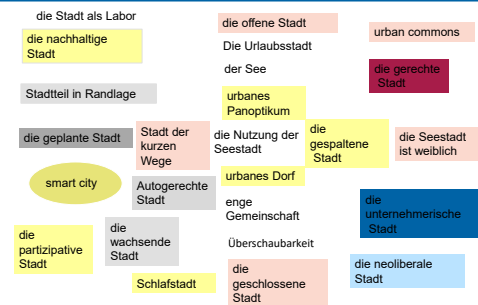 die Stadt als Labor
die offene Stadt
urban commons
die nachhaltige
Stadt
Die Urlaubsstadt
der See
die gerechte
Stadt
Stadtteil in Randlage
urbanes
Panoptikum
die geplante Stadt
Stadt der
kurzen
Wege
die Nutzung der
Seestadt
die
gespaltene
Stadt
die Seestadt
ist weiblich
smart city
Autogerechte
Stadt
urbanes Dorf
enge
Gemeinschaft
die
unternehmerische
Stadt
die
partizipative
Stadt
die
wachsende
Stadt
Überschaubarkeit
Schlafstadt
die
geschlossene
Stadt
die neoliberale
Stadt